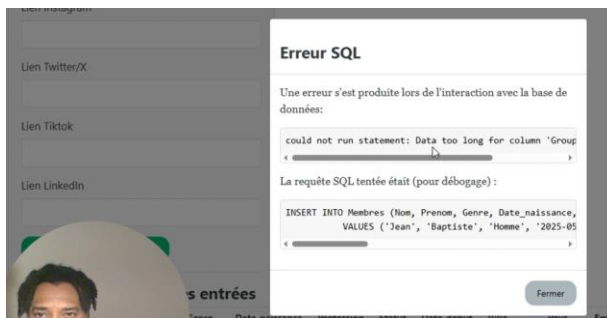 Lien Instagram
Lien Twitter/X
Lien Tiktok
Lien LinkedIn
Erreur SQL
Une erreur s'est produite lors de l'interaction avec la base de
données:
could not run statement: Data too long for column 'Group
La requête SQL tentée était (pour débogage) :
INSERT INTO Membres (Nom, Prenom, Genre, Date_naissance,
VALUES ('Jean', 'Baptiste', 'Homme', '2025-05
Fermer
s entrées